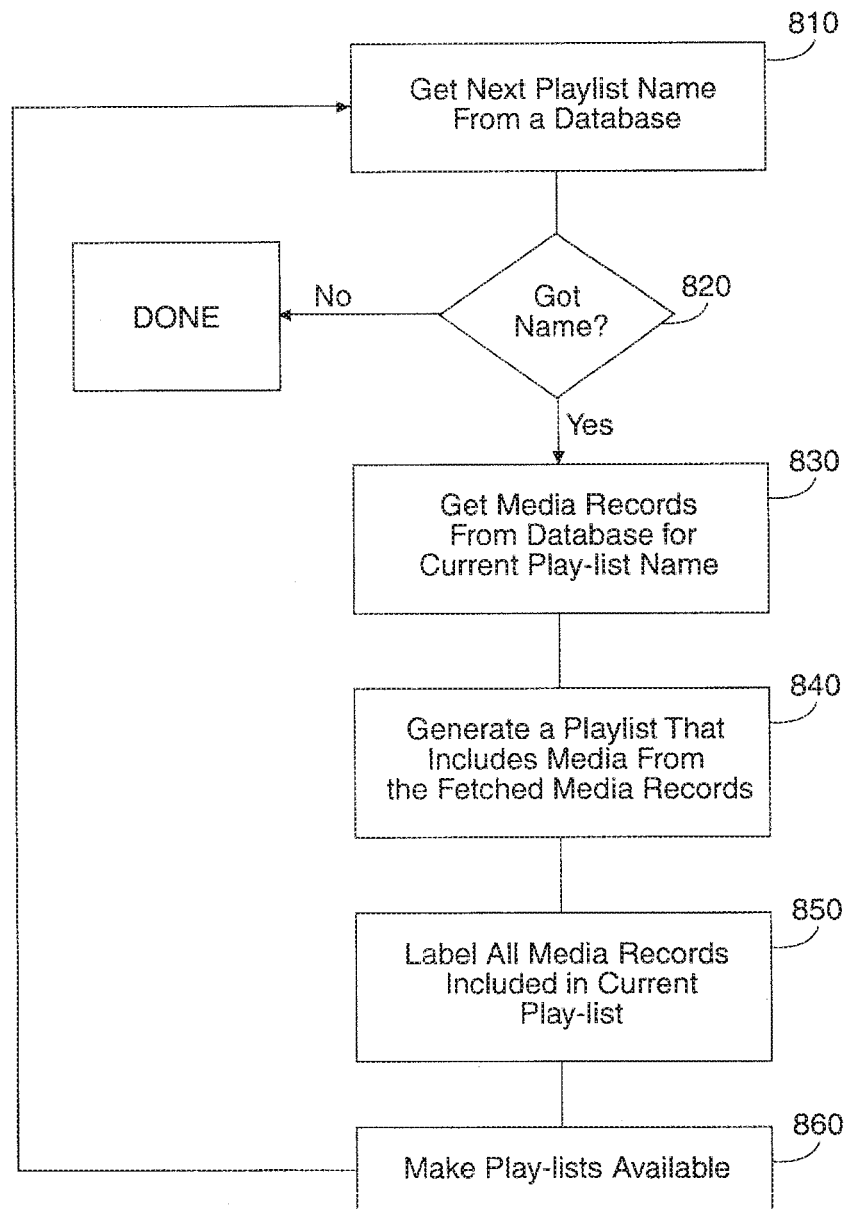 810
Get Next Playlist Name
From a Database
DONE
No
Got
Name?
820
Yes
830
Get Media Records
From Database for
Current Play-list Name
840
Generate a Playlist That
Includes Media From
the Fetched Media Records
850
Label All Media Records
Included in Current
Play-list
860
Make Play-lists Available